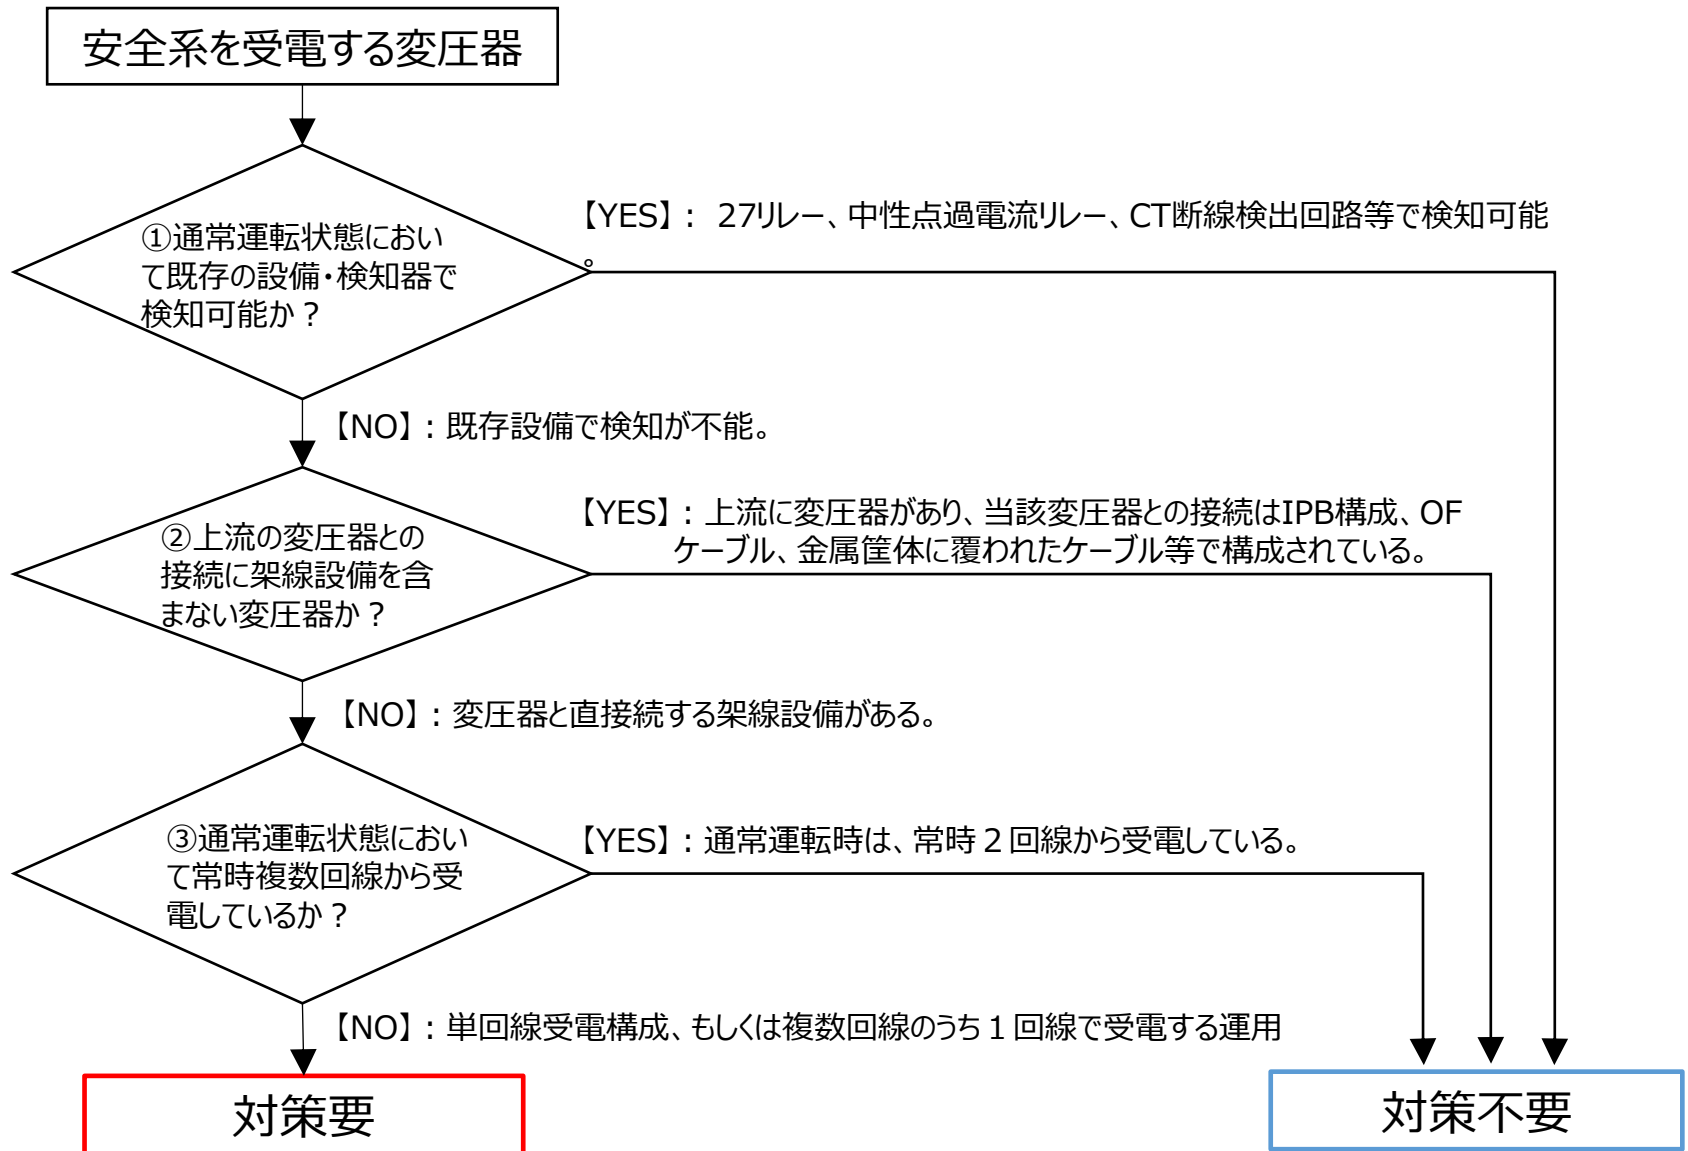 安全系を受電する変圧器
①通常運転状態におい
て既存の設備・検知器で
検知可能か？
【YES】： 27リレー、中性点過電流リレー、CT断線検出回路等で検知可能
。
【NO】：既存設備で検知が不能。
②上流の変圧器との
接続に架線設備を含
まない変圧器か？
【YES】：上流に変圧器があり、当該変圧器との接続はIPB構成、OF
ケーブル、金属筐体に覆われたケーブル等で構成されている。
【NO】：変圧器と直接続する架線設備がある。
③通常運転状態におい
て常時複数回線から受
電しているか？
【YES】：通常運転時は、常時２回線から受電している。
【NO】：単回線受電構成、もしくは複数回線のうち１回線で受電する運用
対策要
対策不要